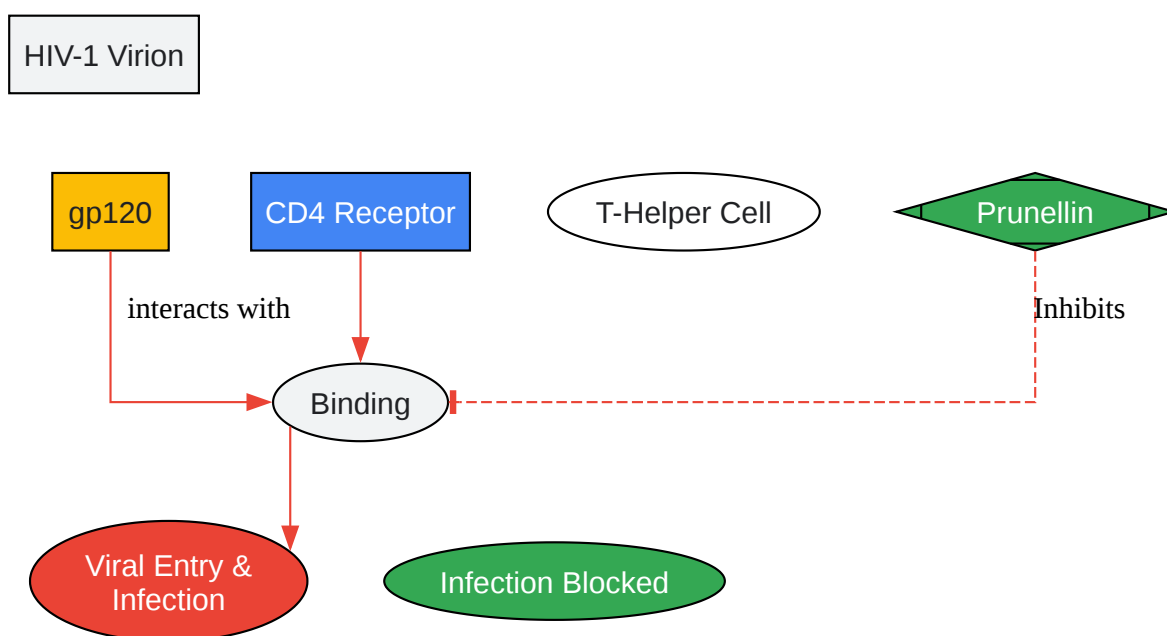 HIV-1 Virion
gp120
CD4 Receptor
T-Helper Cell
Prunellin
interacts with
Inhibits
Binding
Viral Entry &
Infection
Infection Blocked